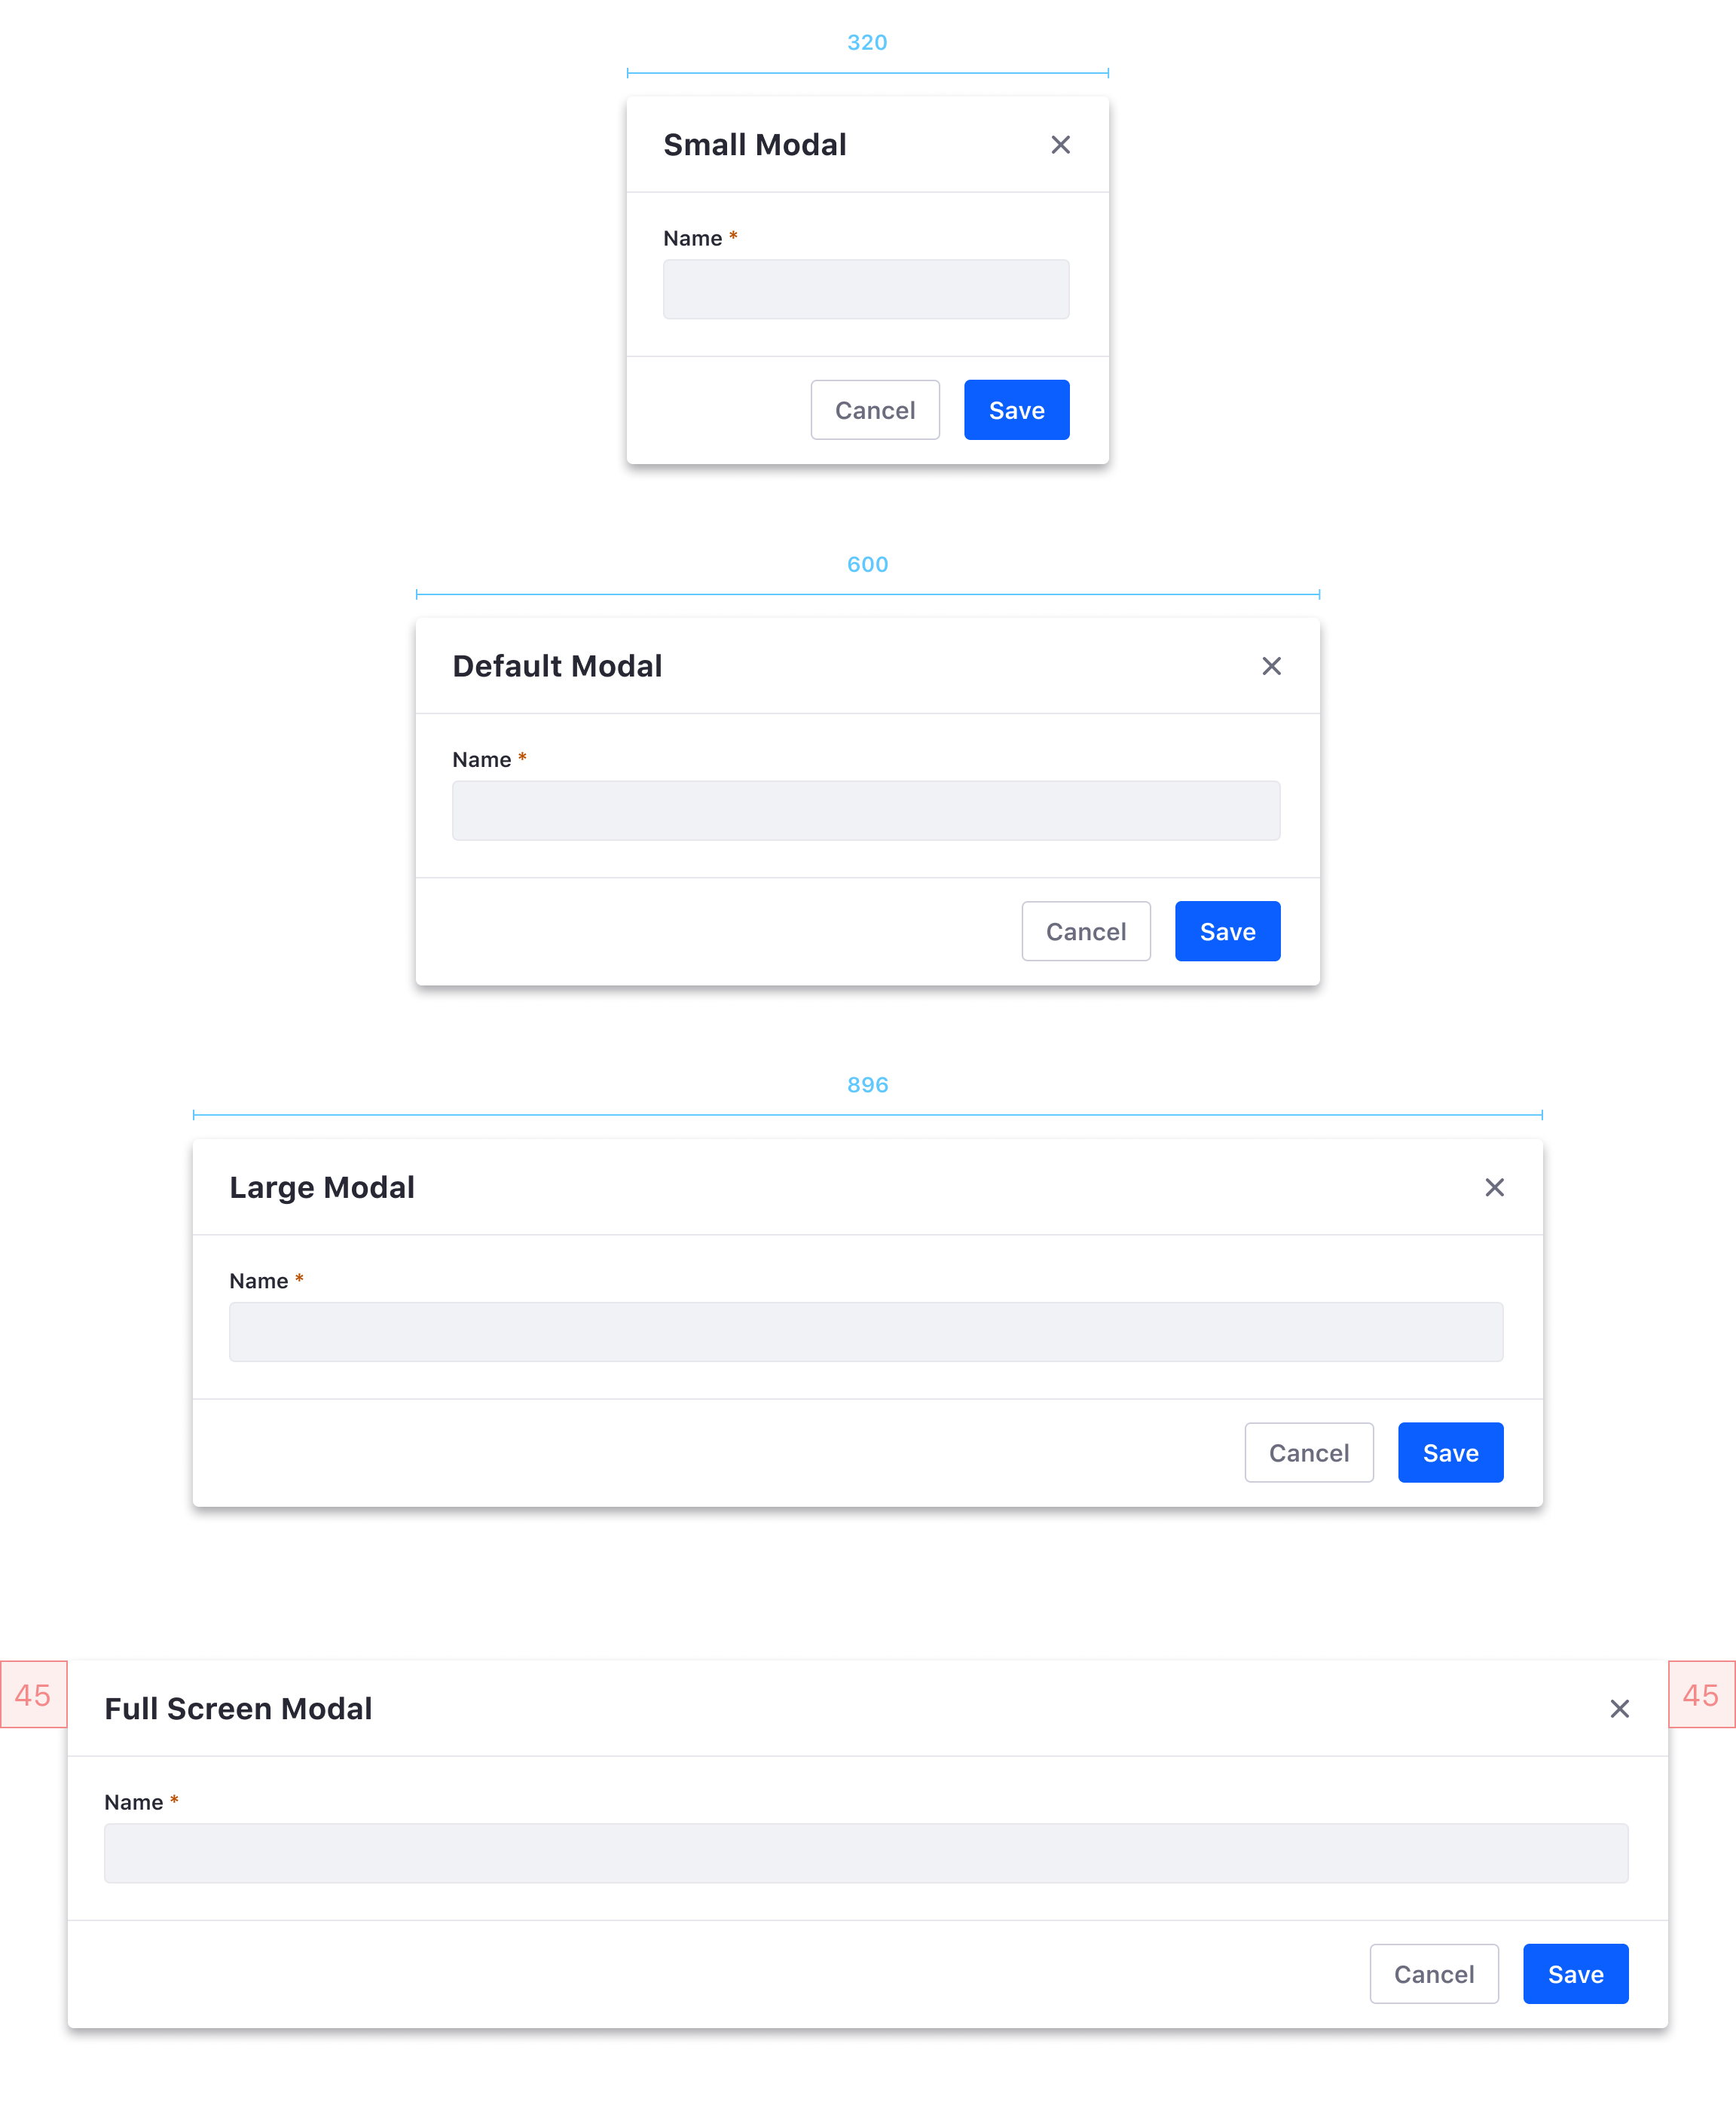 320
Small Modal
Name *
Cancel Save
600
Default Modal
Name *
Cancel Save
896
Large Modal
Name *
Cancel Save
45 45
Full Screen Modal
Name *
Cancel Save